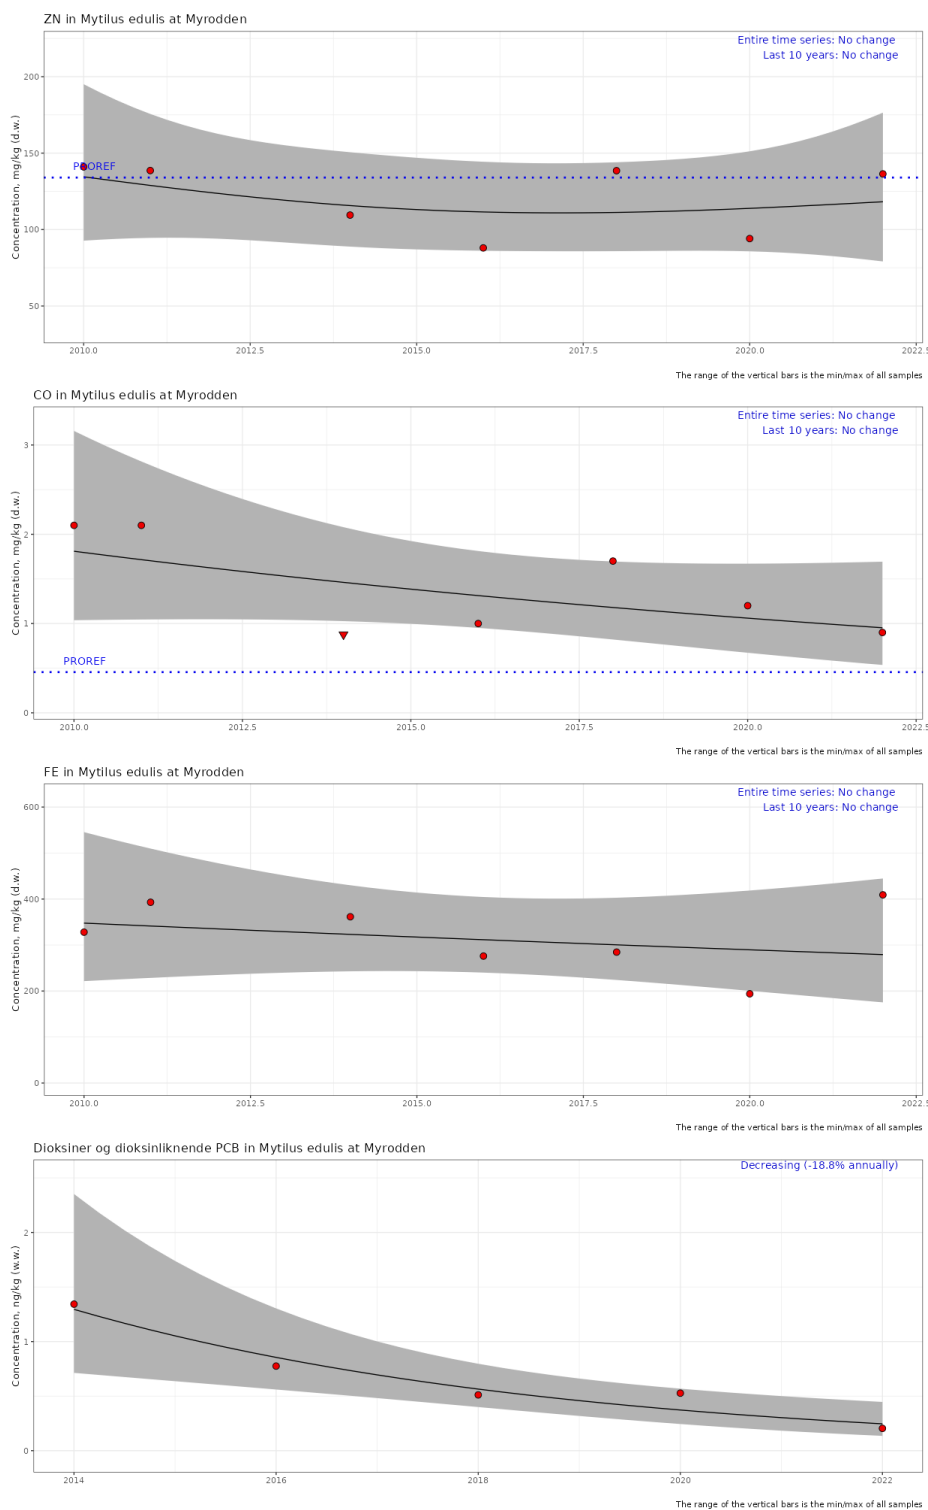 ZN in Mytilus edulis at Myrodden
Entire time series: No change
Last 10 years: No change
200
150
100
50
Concentration, mg/kg (d.w.)
PROREF
2010.0 2012.5 2015.0 2017.5 2020.0 2022.5
The range of the vertical bars is the min/max of all samples
CO in Mytilus edulis at Myrodden
Entire time series: No change
Last 10 years: No change
3
2
1
0
Concentration, mg/kg (d.w.)
PROREF
2010.0 2012.5 2015.0 2017.5 2020.0 2022.5
The range of the vertical bars is the min/max of all samples
FE in Mytilus edulis at Myrodden
Entire time series: No change
Last 10 years: No change
600
400
200
0
Concentration, mg/kg (d.w.)
2010.0 2012.5 2015.0 2017.5 2020.0 2022.5
The range of the vertical bars is the min/max of all samples
Dioksiner og dioksinliknende PCB in Mytilus edulis at Myrodden
Decreasing (-18.8% annually)
2
1
0
Concentration, ng/kg (w.w.)
2014 2016 2018 2020 2022
The range of the vertical bars is the min/max of all samples